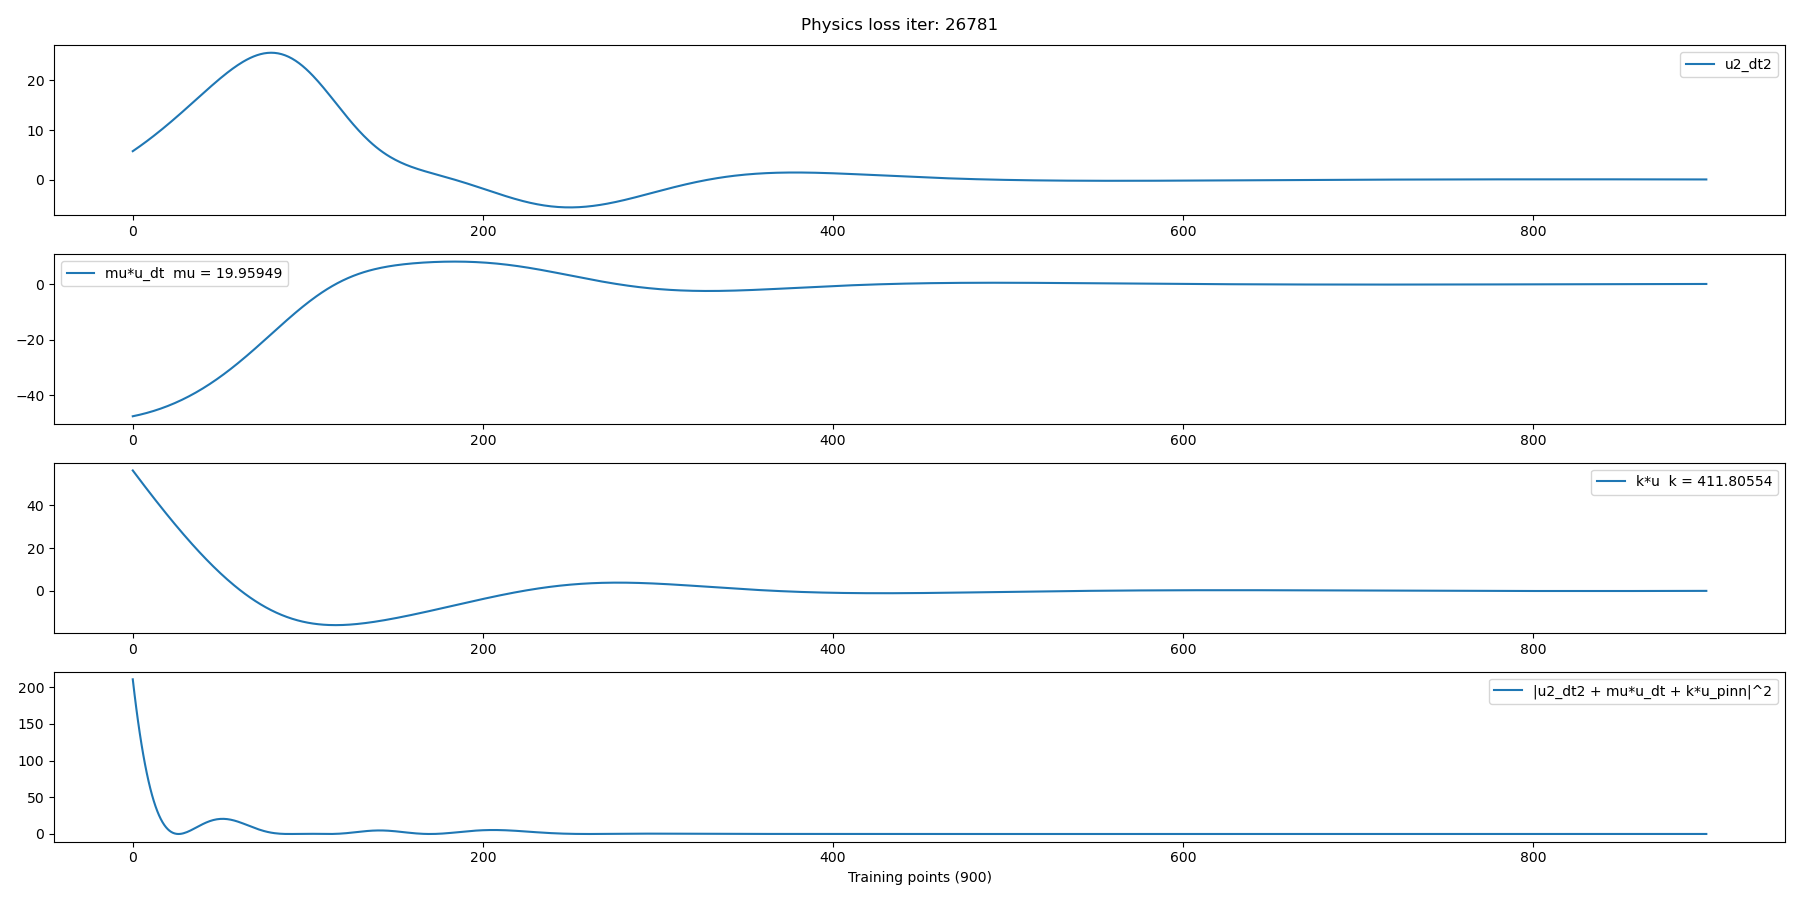 Physics loss iter: 26781
20
10
0
u2_dt2
0 200 400 600 800
0
−20
−40
mu*u_dt  mu = 19.95949
0 200 400 600 800
40
20
0
k*u  k = 411.80554
0 200 400 600 800
200
150
100
50
0
|u2_dt2 + mu*u_dt + k*u_pinn|^2
0 200 400 600 800
Training points (900)